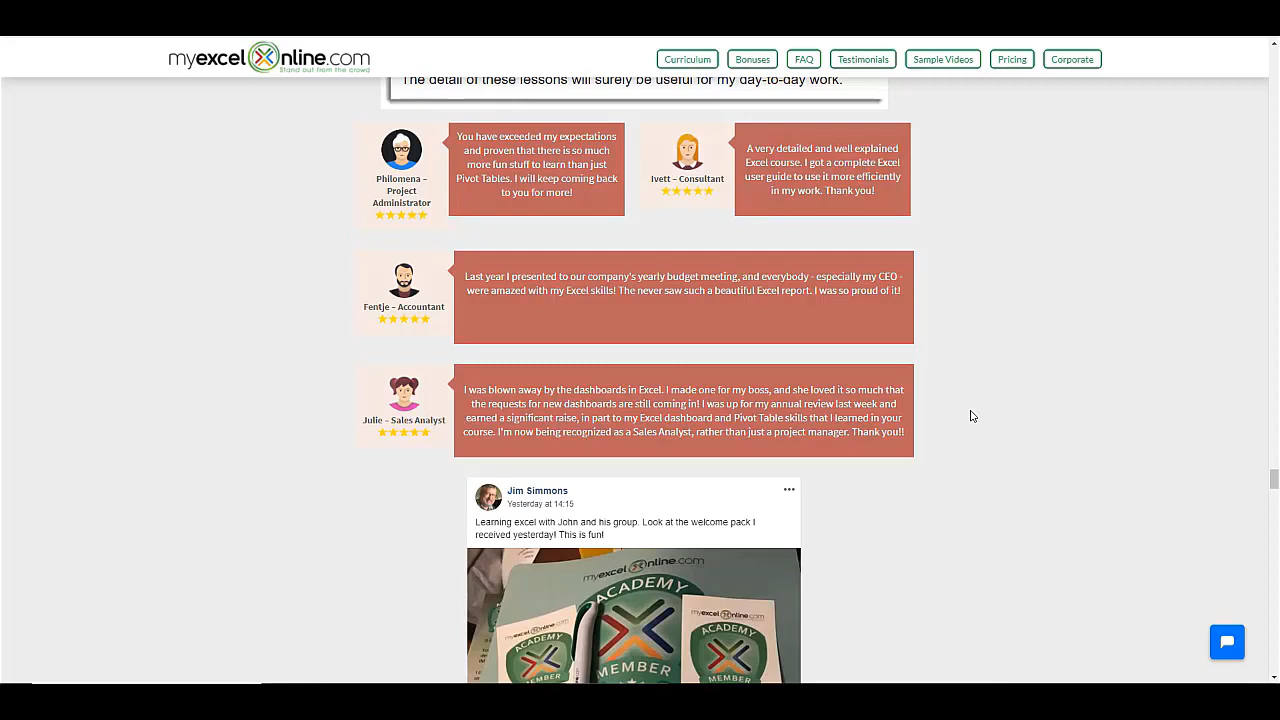 myexcelonline.com
Stand out from the crowd
Curriculum
Bonuses
FAQ
Testimonials
Sample Videos
Pricing
Corporate
The detail of these lessons will surely be useful for my day-to-day work.
Philomena –
Project
Administrator
You have exceeded my expectations
and proven that there is so much
more fun stuff to learn than just
Pivot Tables. I will keep coming back
to you for more!
Ivett – Consultant
A very detailed and well explained
Excel course. I got a complete Excel
user guide to use it more efficiently
in my work. Thank you!
Fentje – Accountant
Last year I presented to our company's yearly budget meeting, and everybody - especially my CEO -
were amazed with my Excel skills! The never saw such a beautiful Excel report. I was so proud of it!
Julie – Sales Analyst
I was blown away by the dashboards in Excel. I made one for my boss, and she loved it so much that
the requests for new dashboards are still coming in! I was up for my annual review last week and
earned a significant raise, in part to my Excel dashboard and Pivot Table skills that I learned in your
course. I'm now being recognized as a Sales Analyst, rather than just a project manager. Thank you!!
Jim Simmons
Yesterday at 14:15
Learning excel with John and his group. Look at the welcome pack I
received yesterday! This is fun!
myexcelonline.com
ACADEMY
MEMBER
myexcelonline.com
ACADEMY
MEMBER
myexcelonline.com
ACADEMY
MEMBER